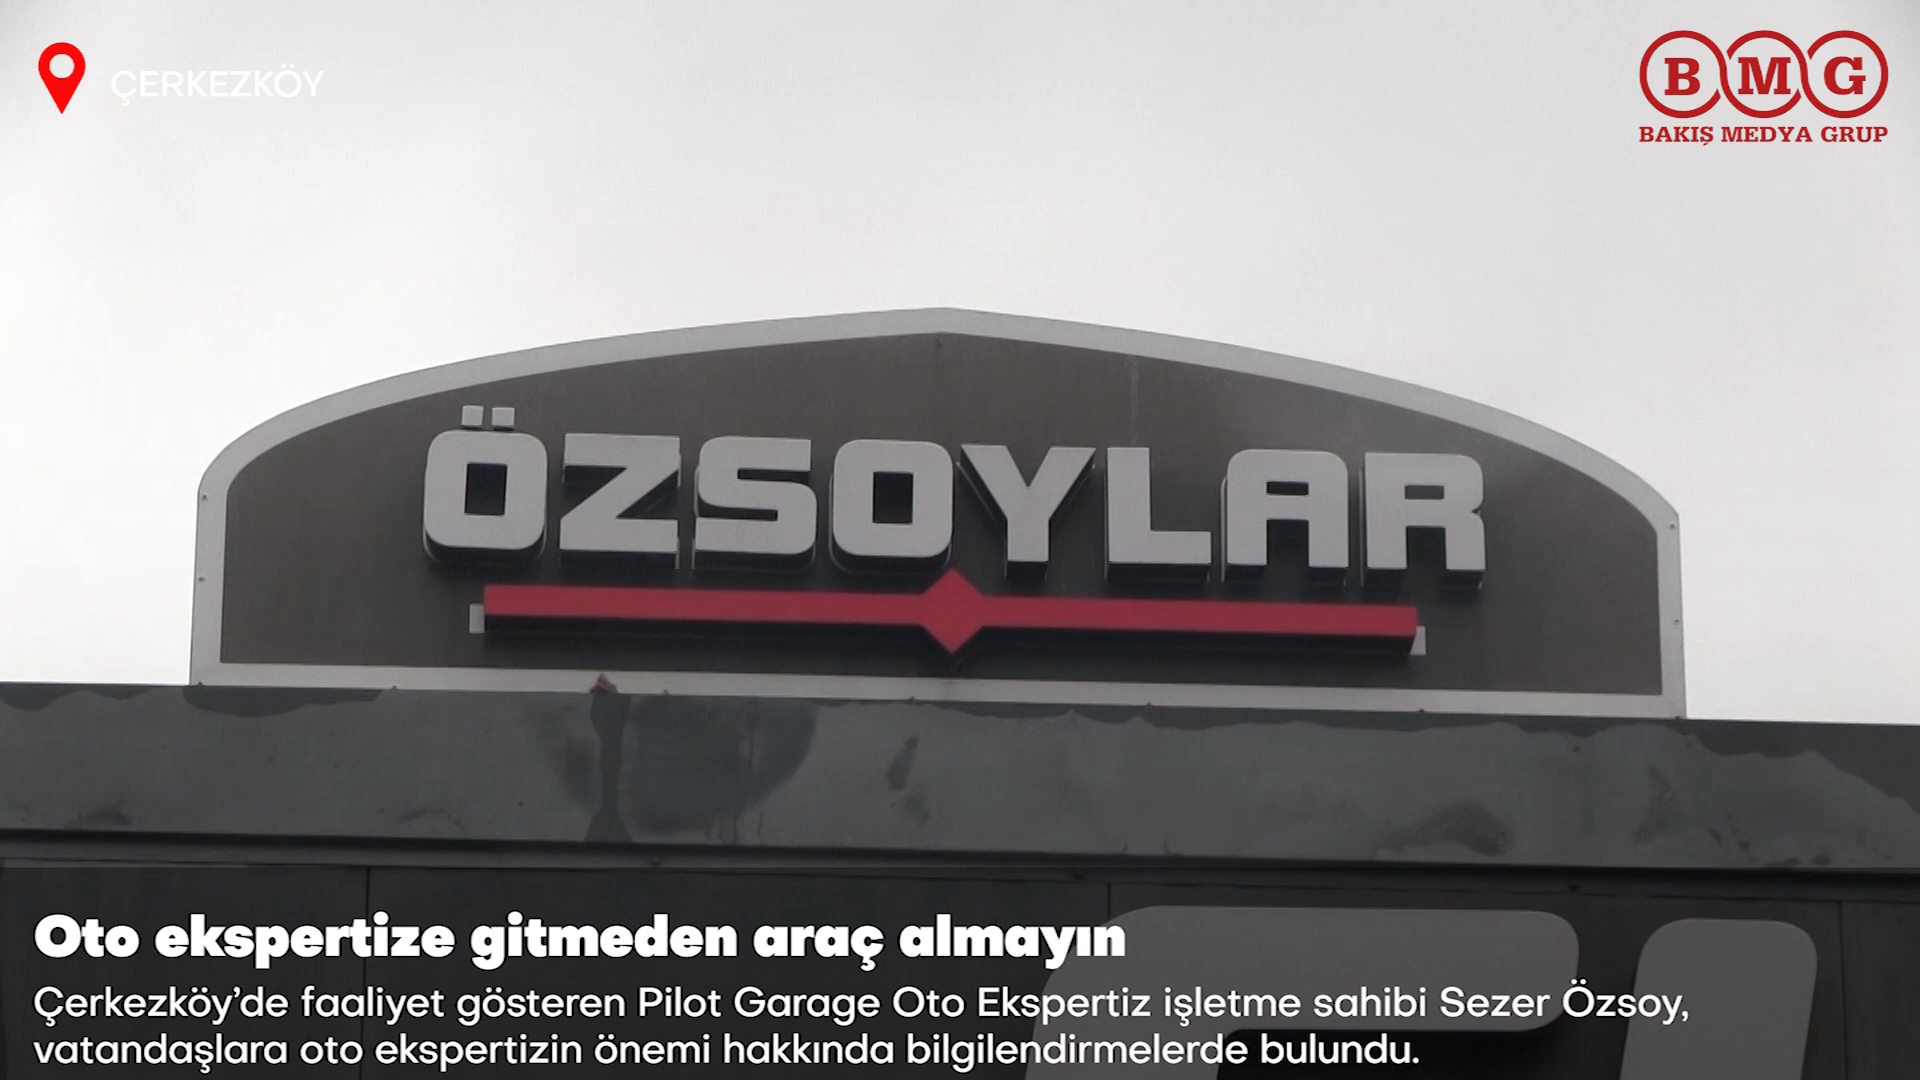 ÇERKEZKÖY
BMG
BAKIŞ MEDYA GRUP
ÖZSOYLAR
Oto ekspertize gitmeden araç almayın
Çerkezköy’de faaliyet gösteren Pilot Garage Oto Ekspertiz işletme sahibi Sezer Özsoy,
vatandaşlara oto ekspertizin önemi hakkında bilgilendirmelerde bulundu.